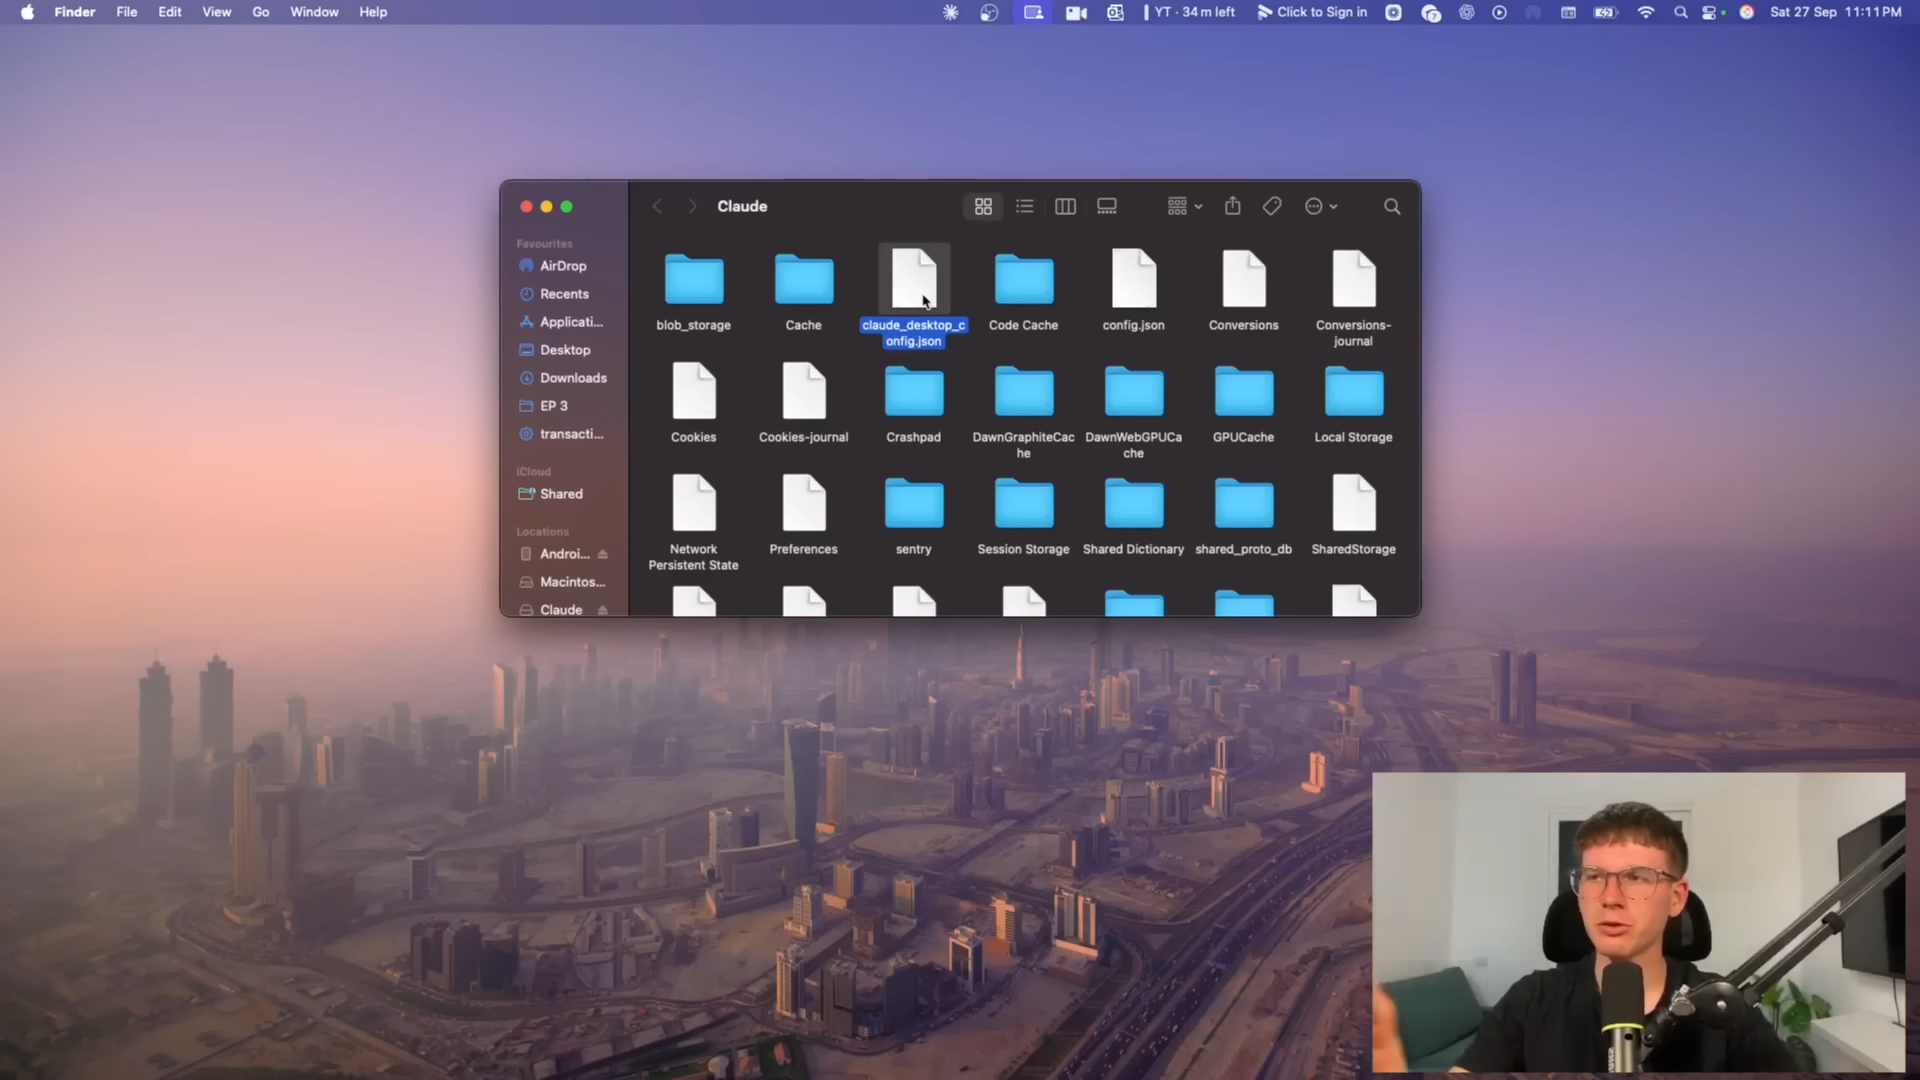 Finder File Edit View Go Window Help YT · 34 m left Click to Sign in 7 Sat 27 Sep 11:11 PM
Claude
Favourites
AirDrop
Recents
Applicati...
Desktop
Downloads
EP 3
transacti...
iCloud
Shared
Locations
Androi...
Macintos...
Claude
blob_storage
Cache
claude_desktop_c
onfig.json
Code Cache
config.json
Conversions
Conversions-
journal
Cookies
Cookies-journal
Crashpad
DawnGraphiteCac
he
DawnWebGPUCa
che
GPUCache
Local Storage
Network
Persistent State
Preferences
sentry
Session Storage
Shared Dictionary
shared_proto_db
SharedStorage